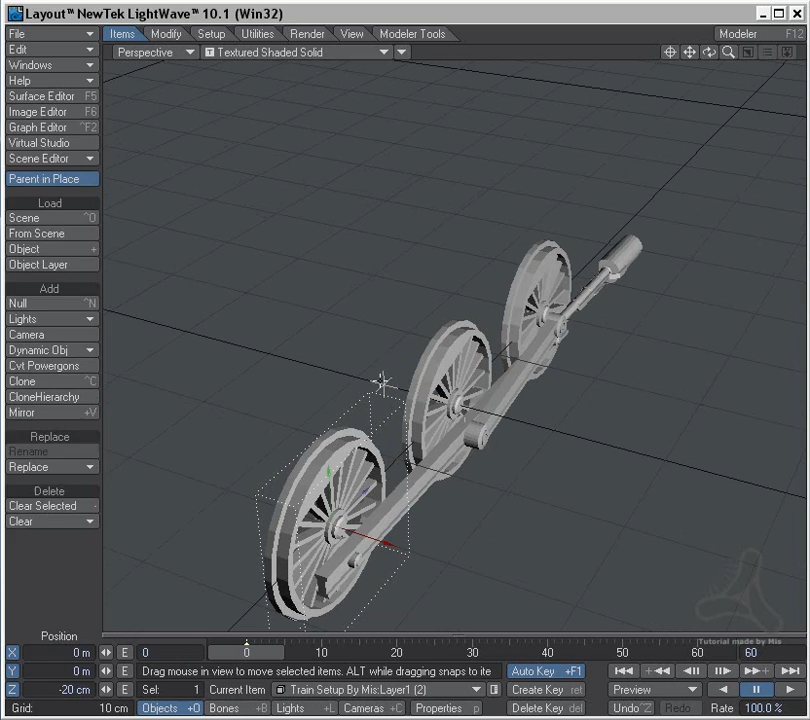 Layout™ NewTek LightWave™ 10.1 (Win32)
File Items Modify Setup Utilities Render View Modeler Tools Modeler F12
Edit Perspective Textured Shaded Solid
Windows
Help
Surface Editor F5
Image Editor F6
Graph Editor ^F2
Virtual Studio
Scene Editor
Parent in Place
Load
Scene ^O
From Scene
Object +
Object Layer
Add
Null ^N
Lights
Camera
Dynamic Obj
Cvt Powergons
Clone ^C
CloneHierarchy
Mirror +V
Replace
Rename
Replace
Delete
Clear Selected -
Clear
Tutorial made by Mis
Position
X 0 m E 0 0 10 20 30 40 50 60 60
Y 0 m E Drag mouse in view to move selected items. ALT while dragging snaps to ite Auto Key +F1
Z -20 cm E Sel: 1 Current Item Train Setup By Mis:Layer1 (2) Create Key ret Preview
Grid: 10 cm Objects +O Bones +B Lights +L Cameras +C Properties p Delete Key del Undo ^Z Redo Rate 100.0 %